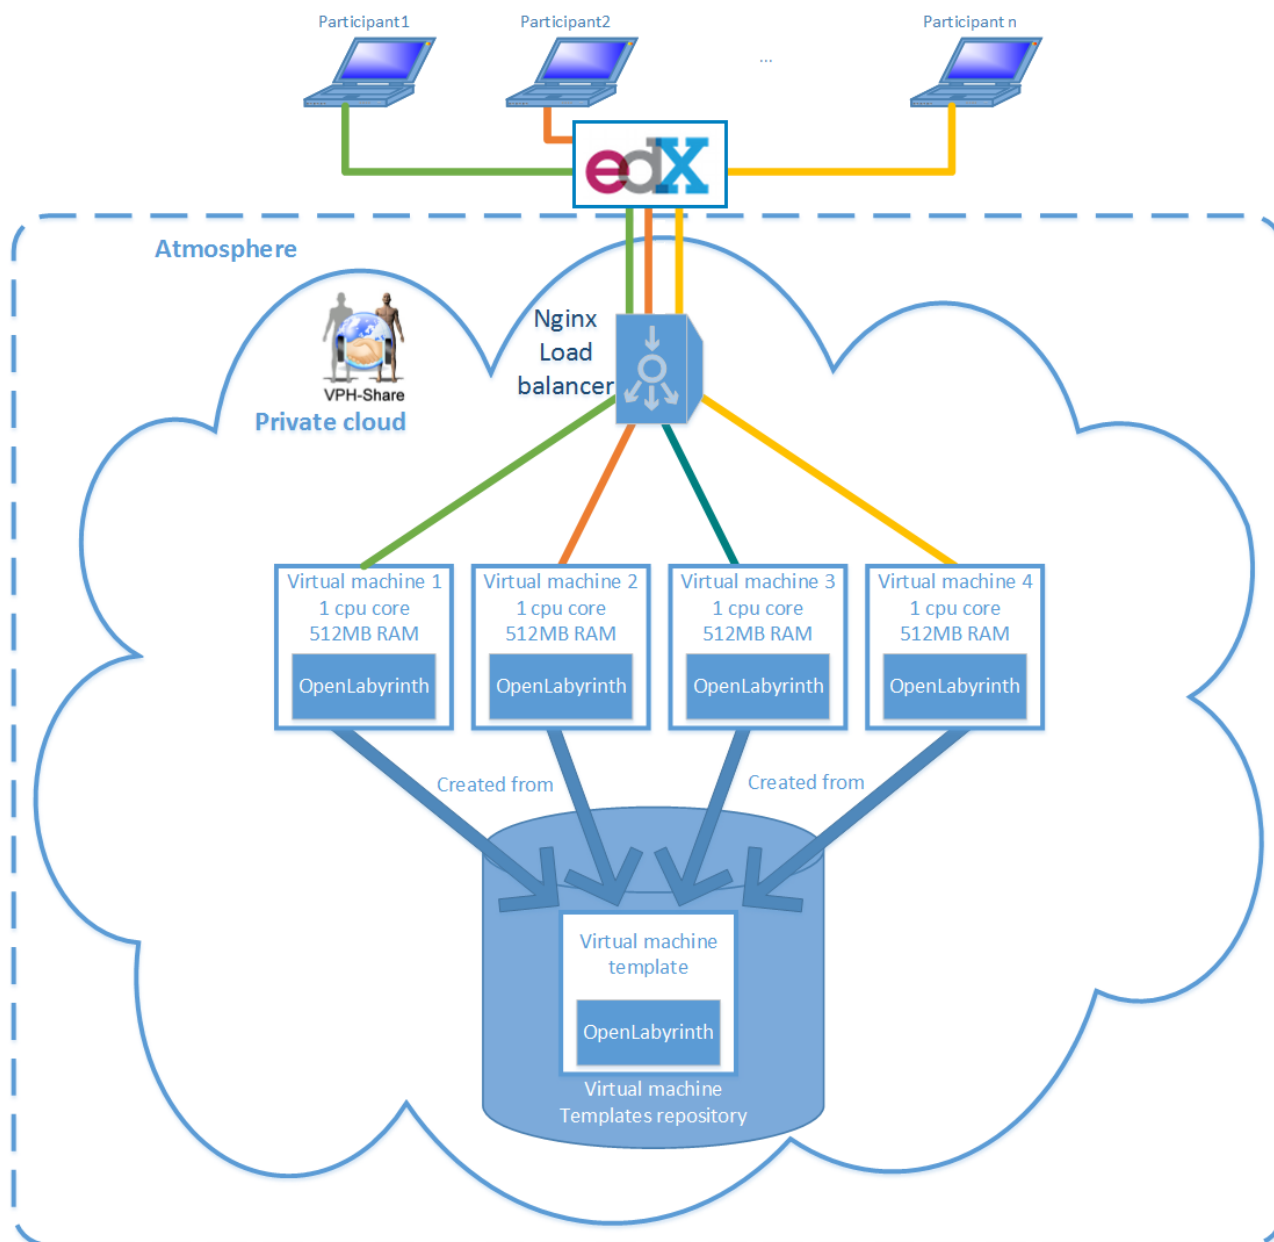 Participant1
Participant2
...
Participant n
edX
Atmosphere
VPH-Share
Private cloud
Nginx
Load
balancer
Virtual machine 1
1 cpu core
512MB RAM
OpenLabyrinth
Virtual machine 2
1 cpu core
512MB RAM
OpenLabyrinth
Virtual machine 3
1 cpu core
512MB RAM
OpenLabyrinth
Virtual machine 4
1 cpu core
512MB RAM
OpenLabyrinth
Created from
Created from
Virtual machine
template
OpenLabyrinth
Virtual machine
Templates repository